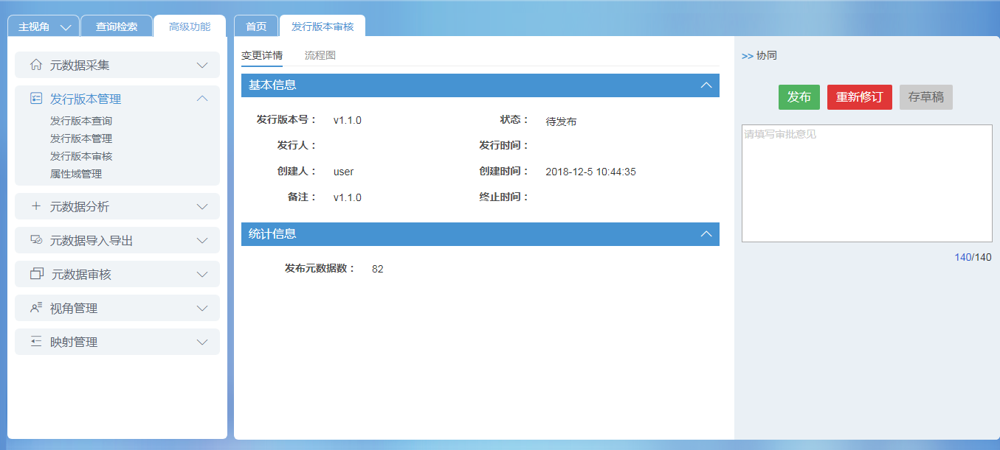 主视角
查询检索
高级功能
元数据采集
发行版本管理
发行版本查询
发行版本管理
发行版本审核
属性域管理
元数据分析
元数据导入导出
元数据审核
视角管理
映射管理
首页
发行版本审核
变更详情
流程图
基本信息
发行版本号： v1.1.0
状态： 待发布
发行人：
发行时间：
创建人： user
创建时间： 2018-12-5 10:44:35
备注： v1.1.0
终止时间：
统计信息
发布元数据数： 82
>> 协同
发布
重新修订
存草稿
请填写审批意见
140/140